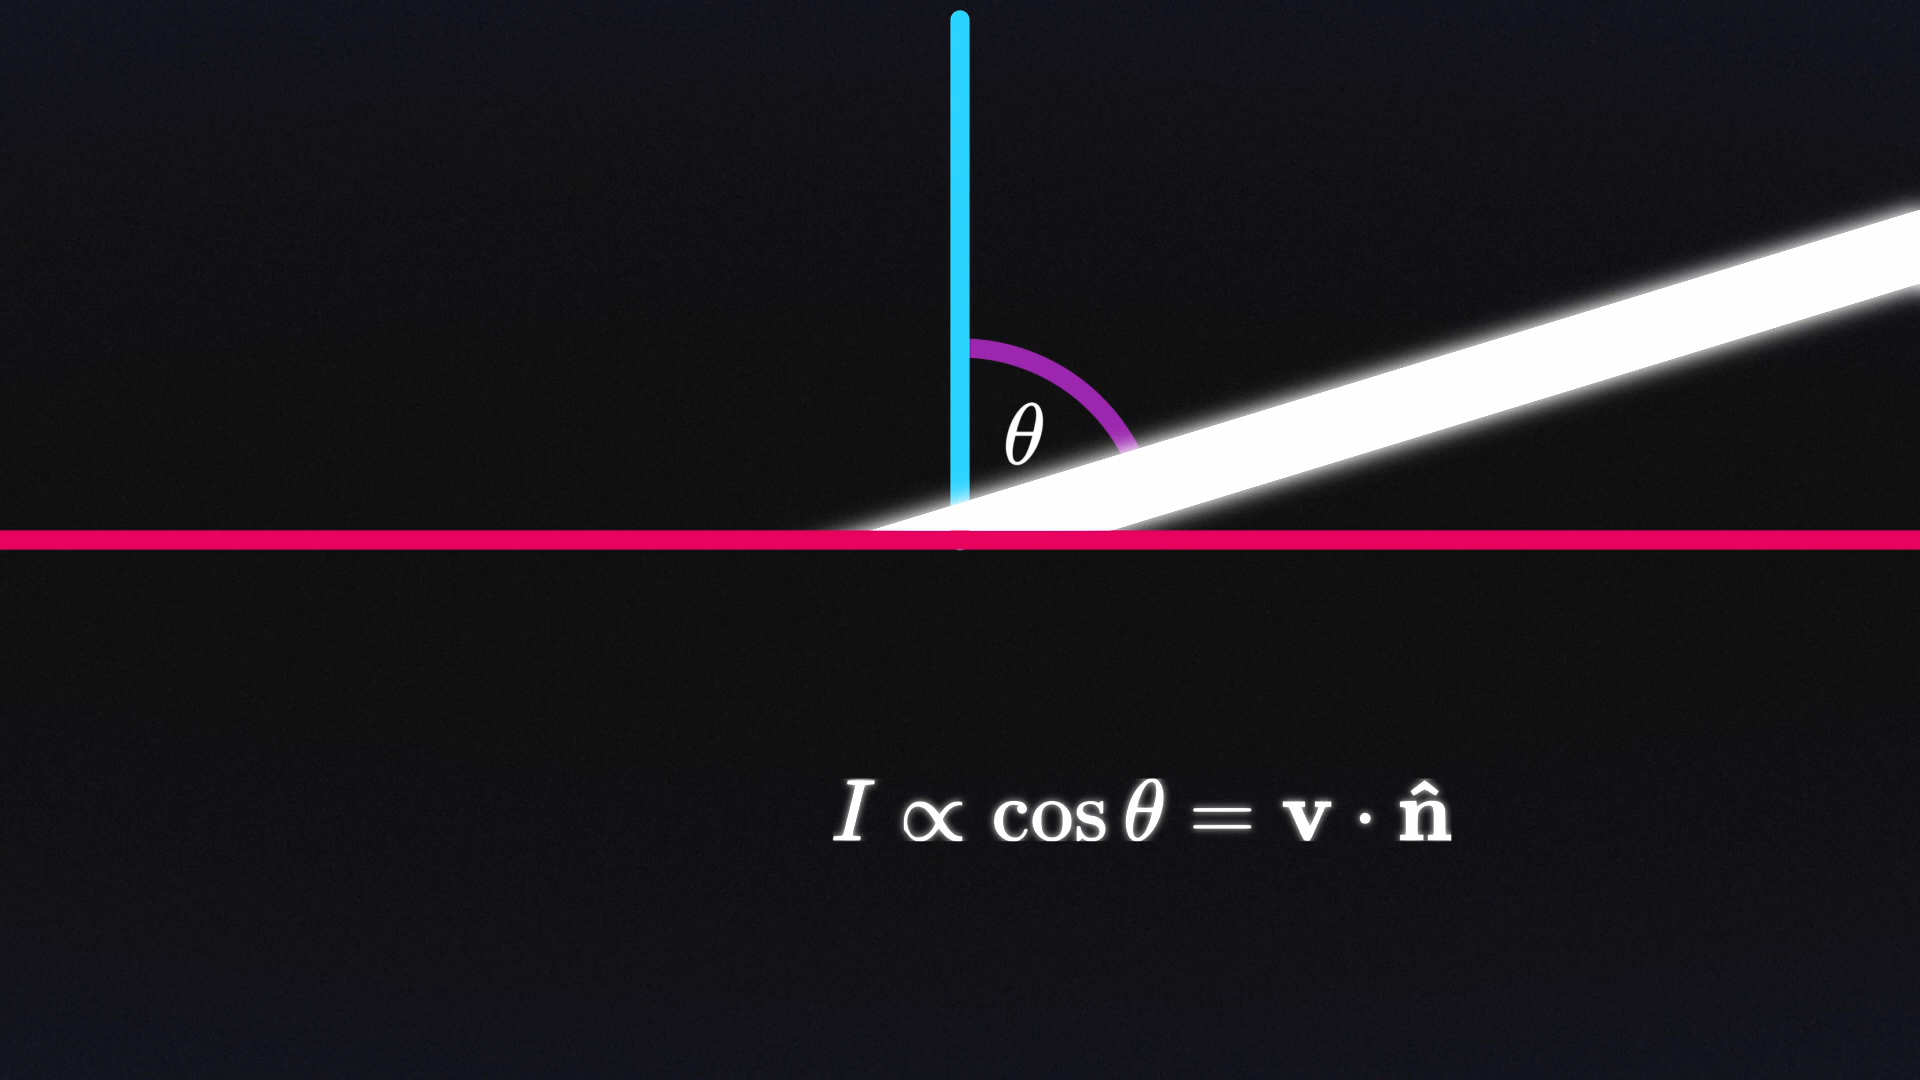 θ
I ∝ cos θ = v · n̂